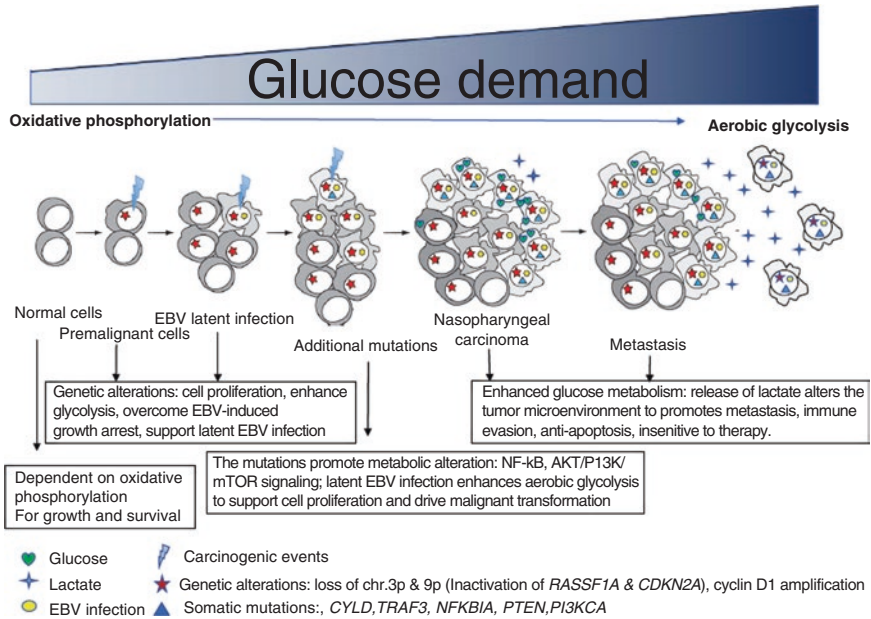 Glucose demand
Oxidative phosphorylation
Aerobic glycolysis
Normal cells
Premalignant cells
EBV latent infection
Additional mutations
Nasopharyngeal
carcinoma
Metastasis
Genetic alterations: cell proliferation, enhance
glycolysis, overcome EBV-induced
growth arrest, support latent EBV infection
Enhanced glucose metabolism: release of lactate alters the
tumor microenvironment to promotes metastasis, immune
evasion, anti-apoptosis, insenitive to therapy.
Dependent on oxidative
phosphorylation
For growth and survival
The mutations promote metabolic alteration: NF-kB, AKT/P13K/
mTOR signaling; latent EBV infection enhances aerobic glycolysis
to support cell proliferation and drive malignant transformation
Glucose
Carcinogenic events
Lactate
Genetic alterations: loss of chr.3p & 9p (Inactivation of RASSF1A & CDKN2A), cyclin D1 amplification
EBV infection
Somatic mutations:, CYLD,TRAF3, NFKBIA, PTEN,PI3KCA